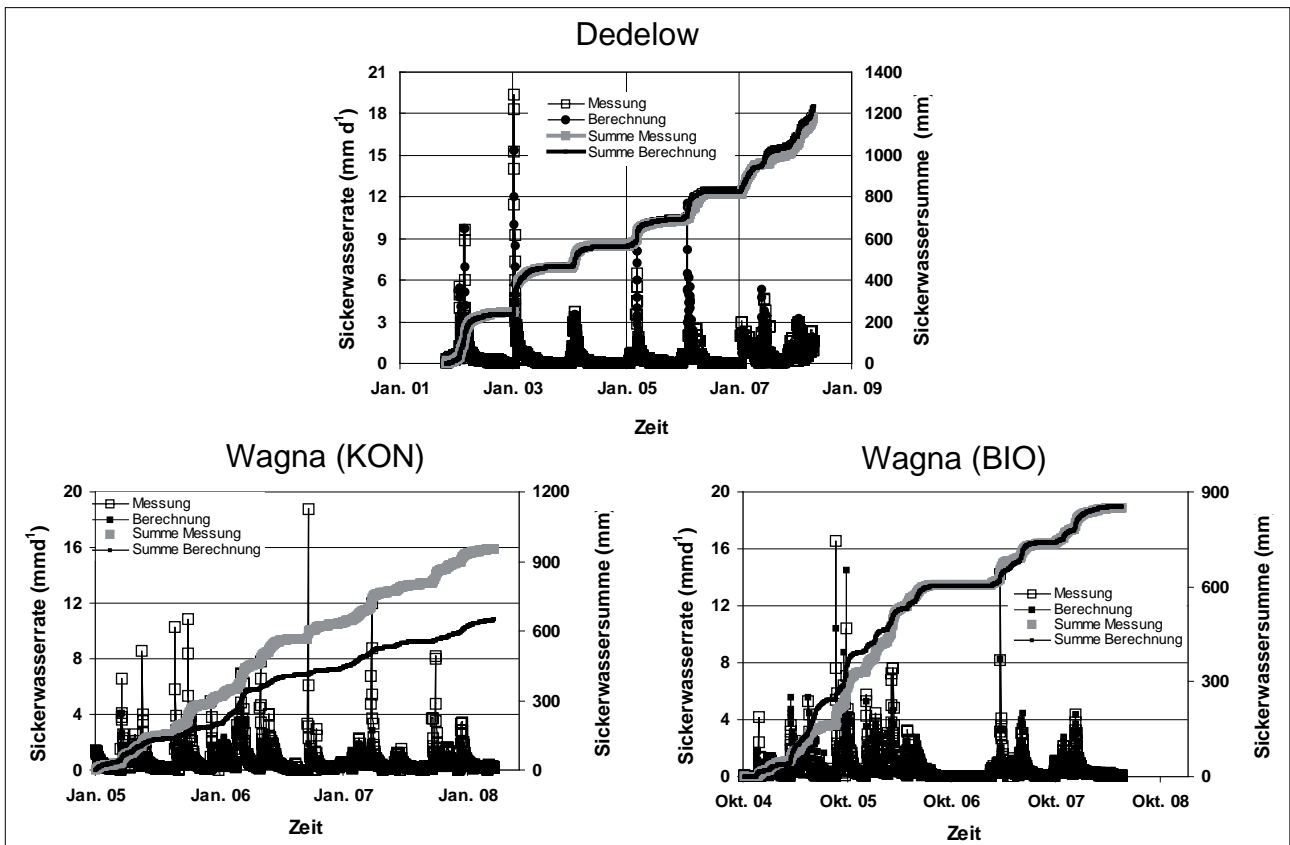 Dedelow
Sickerwasserrate (mm d⁻¹)
21
18
15
12
9
6
3
0
Messung
Berechnung
Summe Messung
Summe Berechnung
1400
1200
1000
800
600
400
200
0
Sickerwassersumme (mm)
Jan. 01
Jan. 03
Jan. 05
Jan. 07
Jan. 09
Zeit
Wagna (KON)
Sickerwasserrate (mmd⁻¹)
20
16
12
8
4
0
Messung
Berechnung
Summe Messung
Summe Berechnung
1200
900
600
300
0
Sickerwassersumme (mm)
Jan. 05
Jan. 06
Jan. 07
Jan. 08
Zeit
Wagna (BIO)
Sickerwasserrate (mmd⁻¹)
20
16
12
8
4
0
Messung
Berechnung
Summe Messung
Summe Berechnung
900
600
300
0
Sickerwassersumme (mm)
Okt. 04
Okt. 05
Okt. 06
Okt. 07
Okt. 08
Zeit